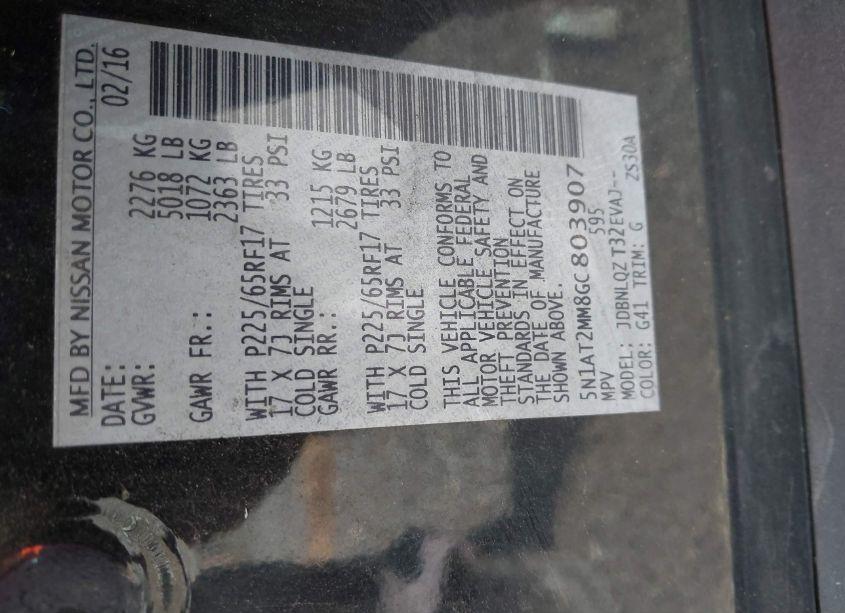 MFD BY NISSAN MOTOR CO., LTD.
DATE: 02/16
GVWR: 2276 KG
5018 LB
GAWR FR.: 1072 KG
2363 LB
WITH P225/65RF17 TIRES
17 X 7J RIMS AT 33 PSI
COLD SINGLE
GAWR RR.: 1215 KG
2679 LB
WITH P225/65RF17 TIRES
17 X 7J RIMS AT 33 PSI
COLD SINGLE
THIS VEHICLE CONFORMS TO
ALL APPLICABLE FEDERAL
MOTOR VEHICLE SAFETY AND
THEFT PREVENTION
STANDARDS IN EFFECT ON
THE DATE OF MANUFACTURE
SHOWN ABOVE.
5N1AT2MM8GC803907
MPV 595
MODEL: JDBNLQZ T32EVAJ--
COLOR: G41 TRIM: G ZS30A